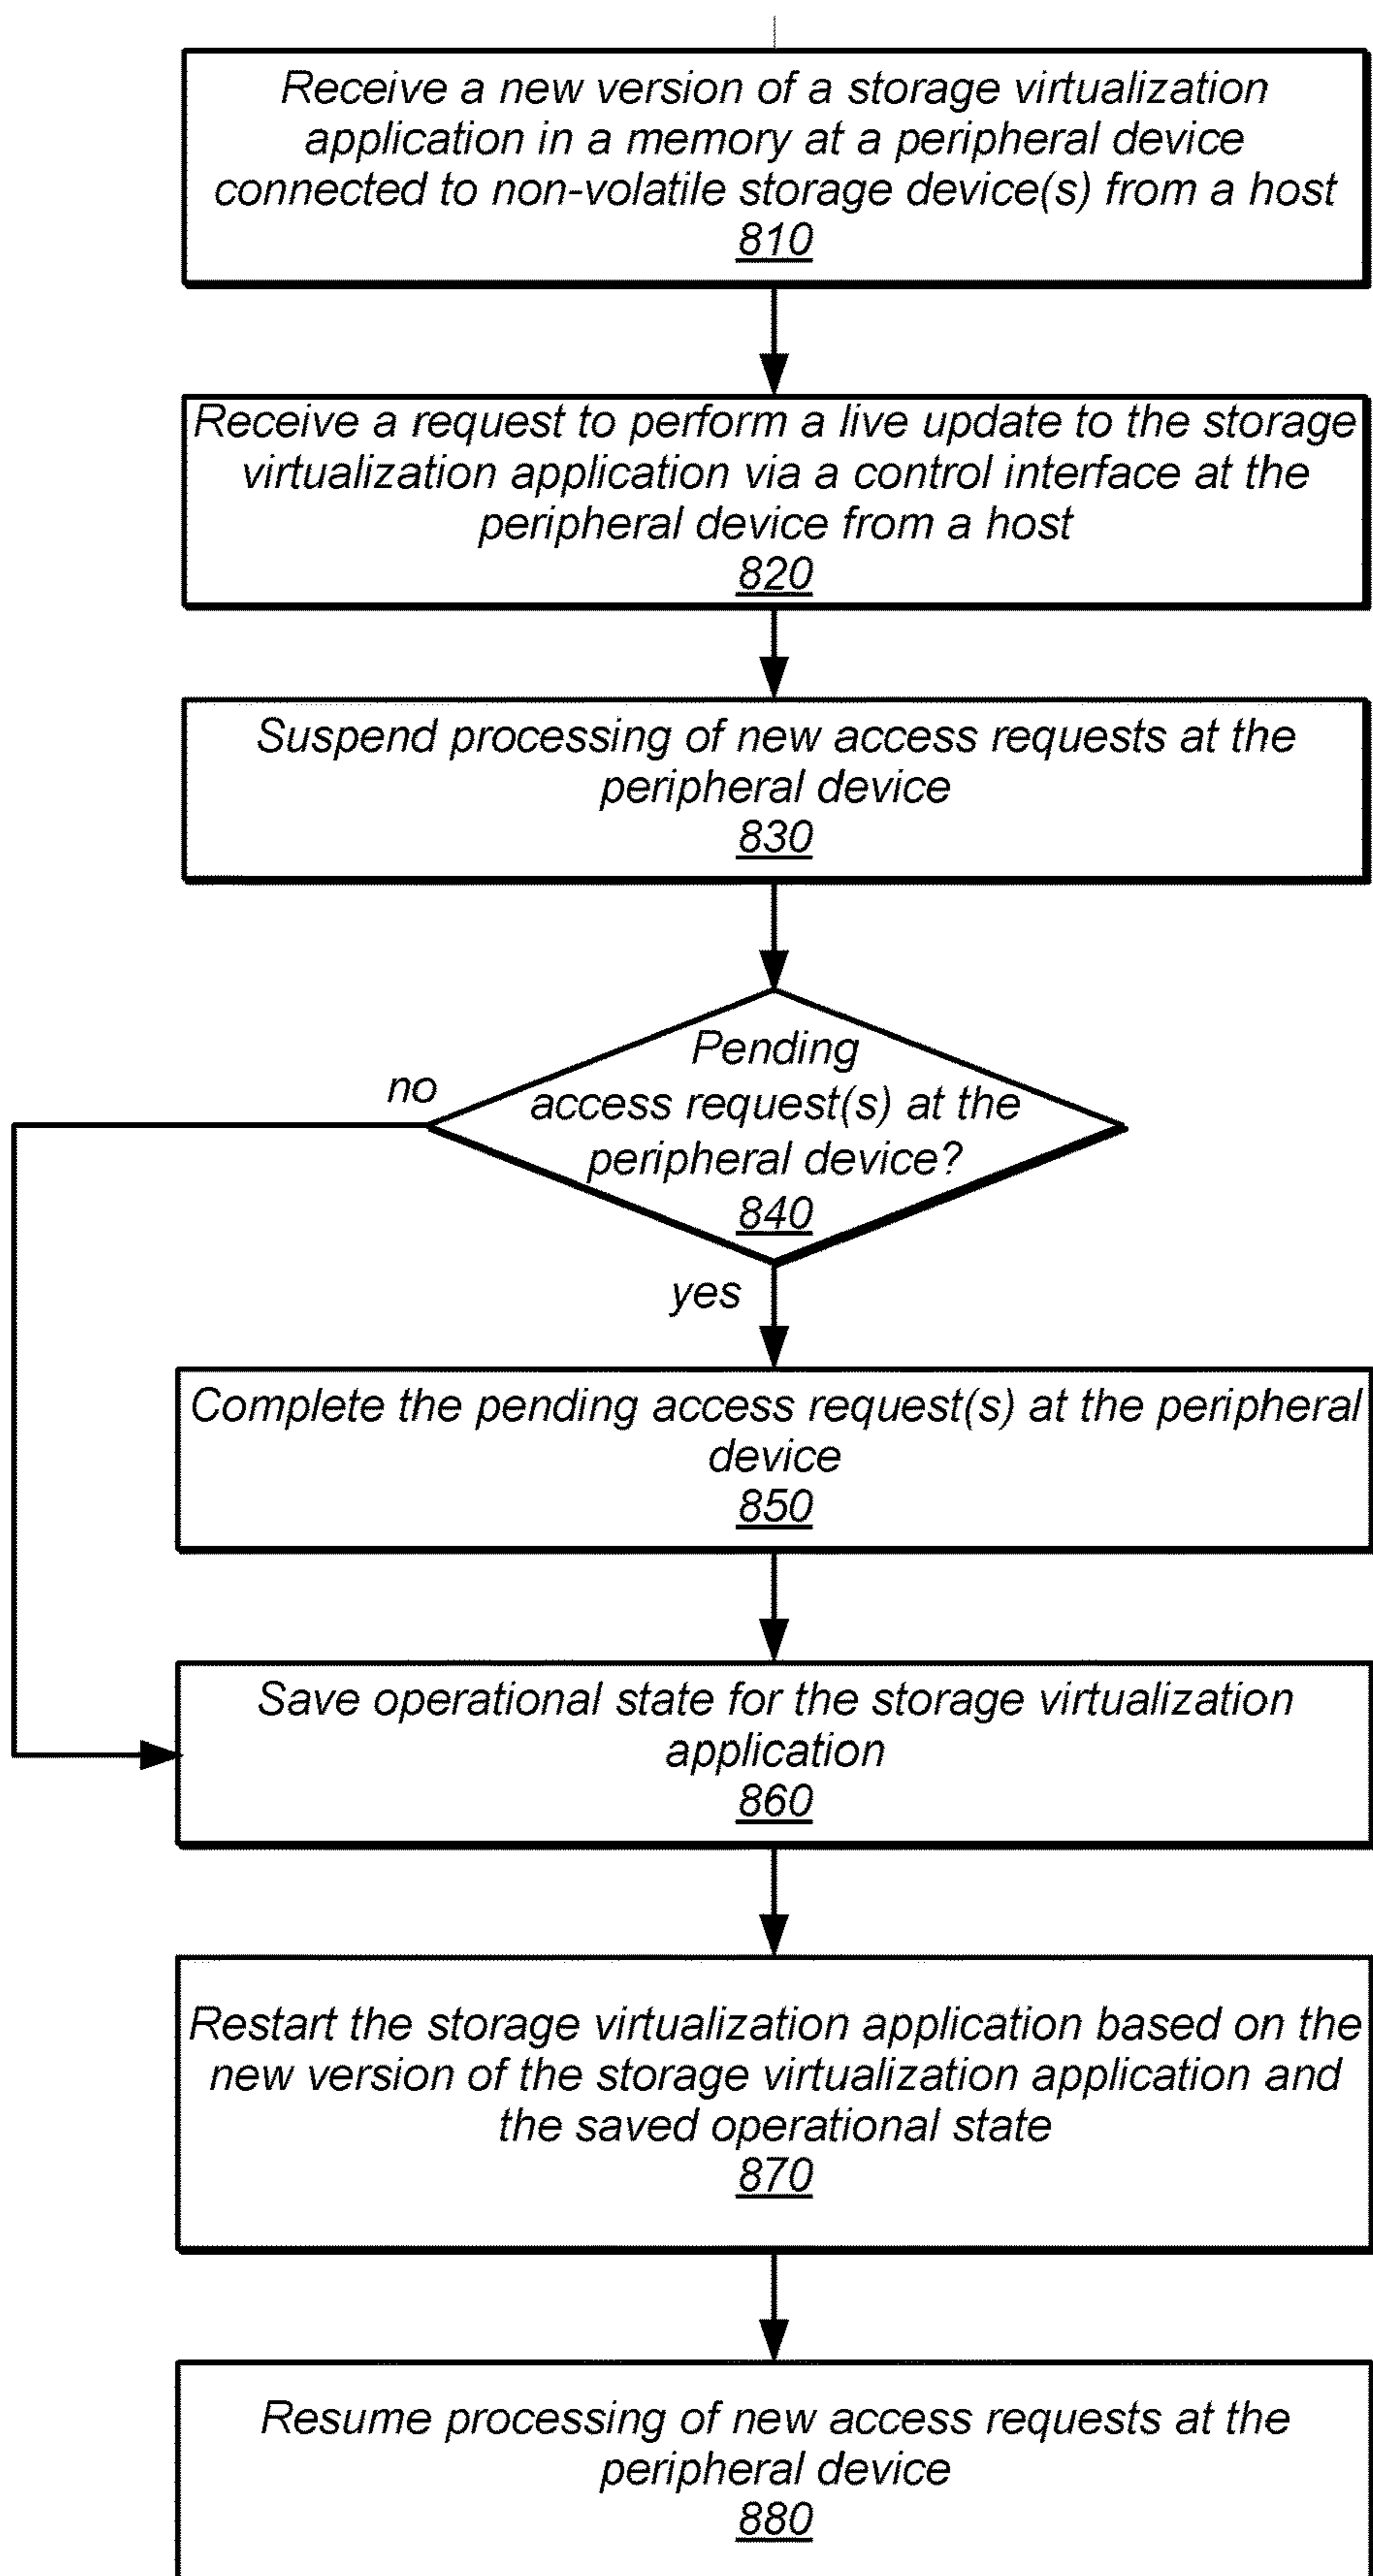 Receive a new version of a storage virtualization
application in a memory at a peripheral device
connected to non-volatile storage device(s) from a host
810
Receive a request to perform a live update to the storage
virtualization application via a control interface at the
peripheral device from a host
820
Suspend processing of new access requests at the
peripheral device
830
Pending
access request(s) at the
peripheral device?
840
no
yes
Complete the pending access request(s) at the peripheral
device
850
Save operational state for the storage virtualization
application
860
Restart the storage virtualization application based on the
new version of the storage virtualization application and
the saved operational state
870
Resume processing of new access requests at the
peripheral device
880